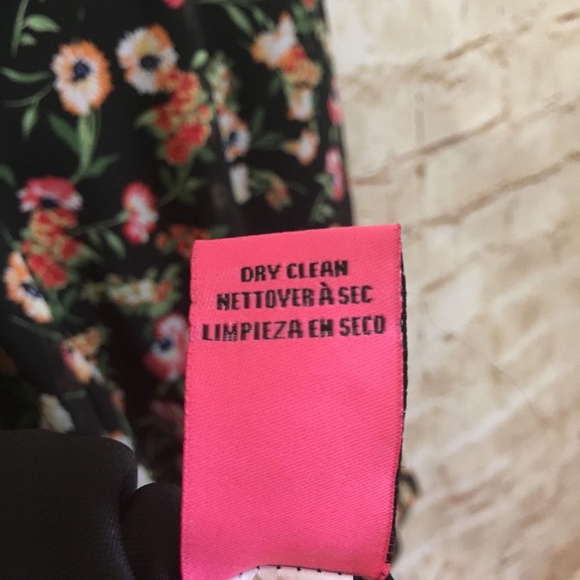 DRY CLEAN
NETTOYER À SEC
LIMPIEZA EN SECO